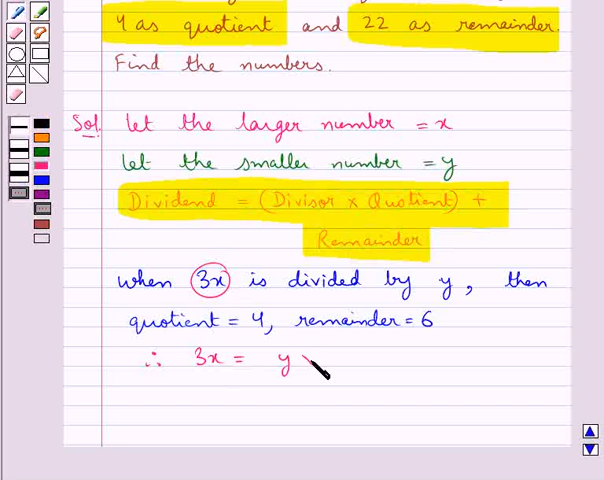 4 as quotient and 22 as remainder.
Find the numbers.
Sol. let the larger number = x
let the smaller number = y
Dividend = (Divisor x Quotient) +
Remainder
when 3x is divided by y, then
quotient = 4, remainder = 6
∴ 3x = y